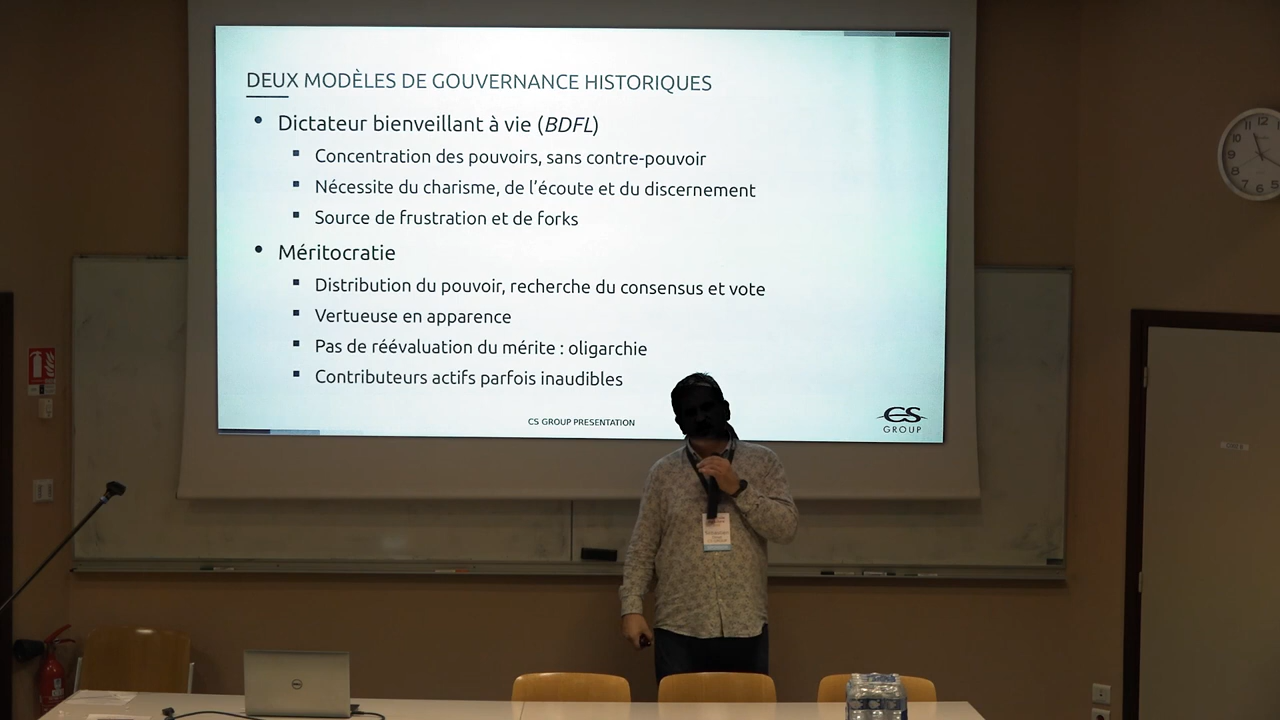 DEUX MODÈLES DE GOUVERNANCE HISTORIQUES
Dictateur bienveillant à vie (BDFL)
Concentration des pouvoirs, sans contre-pouvoir
Nécessite du charisme, de l'écoute et du discernement
Source de frustration et de forks
Méritocratie
Distribution du pouvoir, recherche du consensus et vote
Vertueuse en apparence
Pas de réévaluation du mérite : oligarchie
Contributeurs actifs parfois inaudibles
CS GROUP PRESENTATION
CS
GROUP
DELL